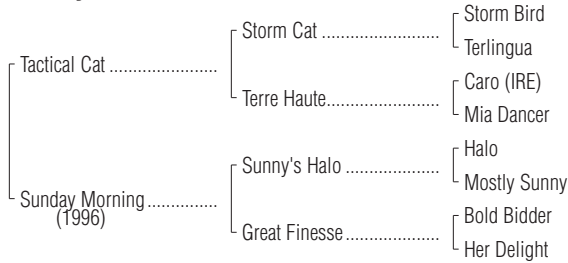 Storm Bird
Storm Cat ......................
Terlingua
Tactical Cat ......................
Caro (IRE)
Terre Haute......................
Mia Dancer
Halo
Sunny's Halo ..................
Mostly Sunny
Sunday Morning..............
(1996)
Bold Bidder
Great Finesse..................
Her Delight